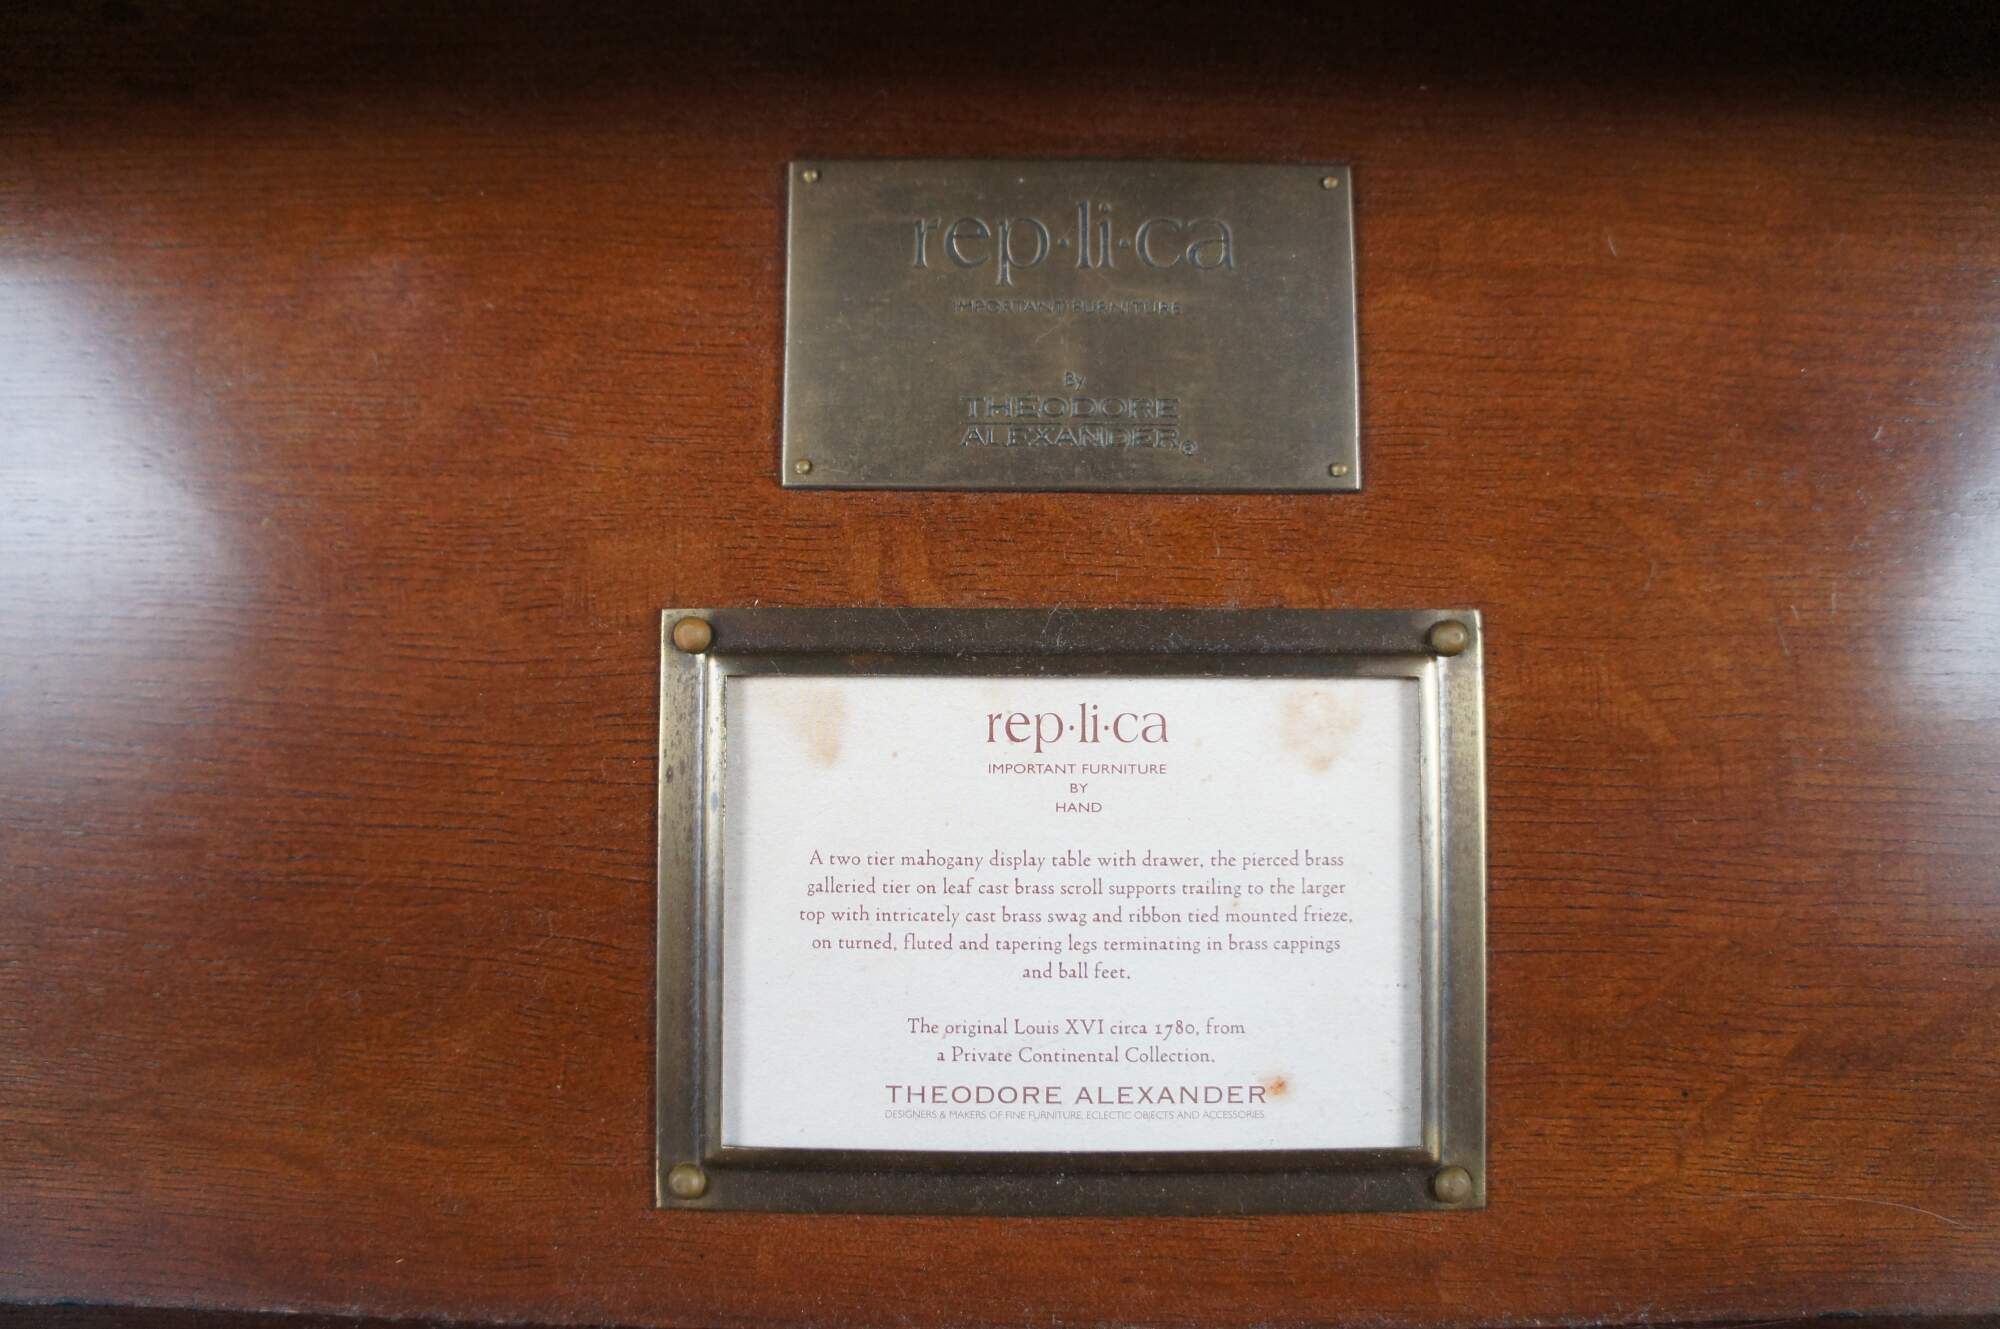 rep·li·ca
IMPORTANT FURNITURE
By
THEODORE
ALEXANDER®
rep·li·ca
IMPORTANT FURNITURE
BY
HAND
A two tier mahogany display table with drawer, the pierced brass
galleried tier on leaf cast brass scroll supports trailing to the larger
top with intricately cast brass swag and ribbon tied mounted frieze,
on turned, fluted and tapering legs terminating in brass cappings
and ball feet.
The original Louis XVI circa 1780, from
a Private Continental Collection.
THEODORE ALEXANDER
DESIGNERS & MAKERS OF FINE FURNITURE, ECLECTIC OBJECTS AND ACCESSORIES